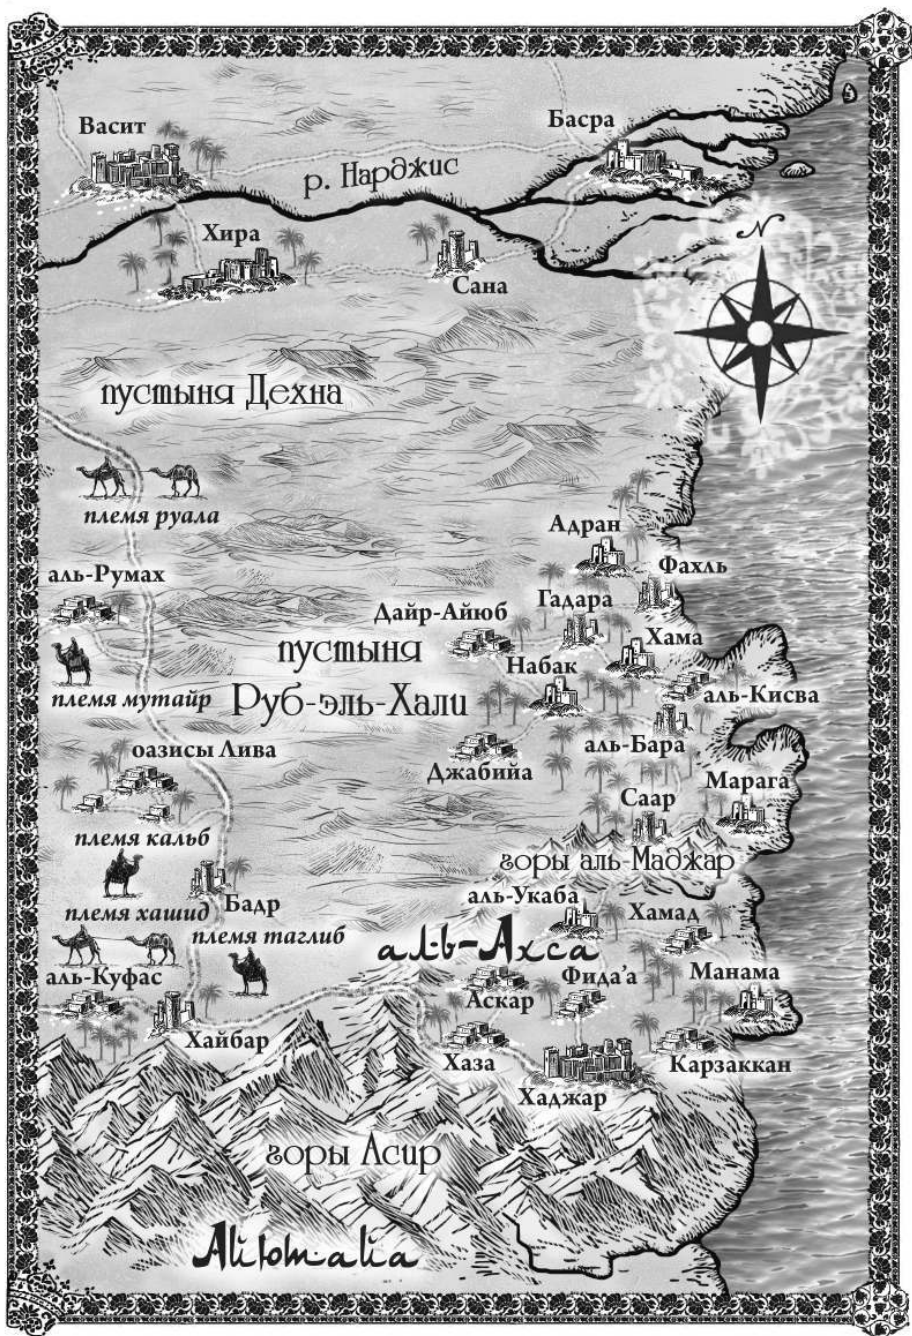 Васит
Басра
р. Нарджис
N
Хира
Сана
пустыня Дехна
племя руала
Адран
Фахль
аль-Румах
Гадара
Дайр-Айюб
Хама
пустыня
Набак
племя мутайр
аль-Кисва
Руб-эль-Хали
аль-Бара
оазисы Лива
Джабийа
Марага
Саар
племя кальб
горы аль-Маджар
аль-Укаба
Бадр
племя хашид
Хамад
племя таглиб
аль-Ахса
аль-Куфас
Фида’а
Манама
Аскар
Хайбар
Хаза
Карзаккан
Хаджар
горы Асир